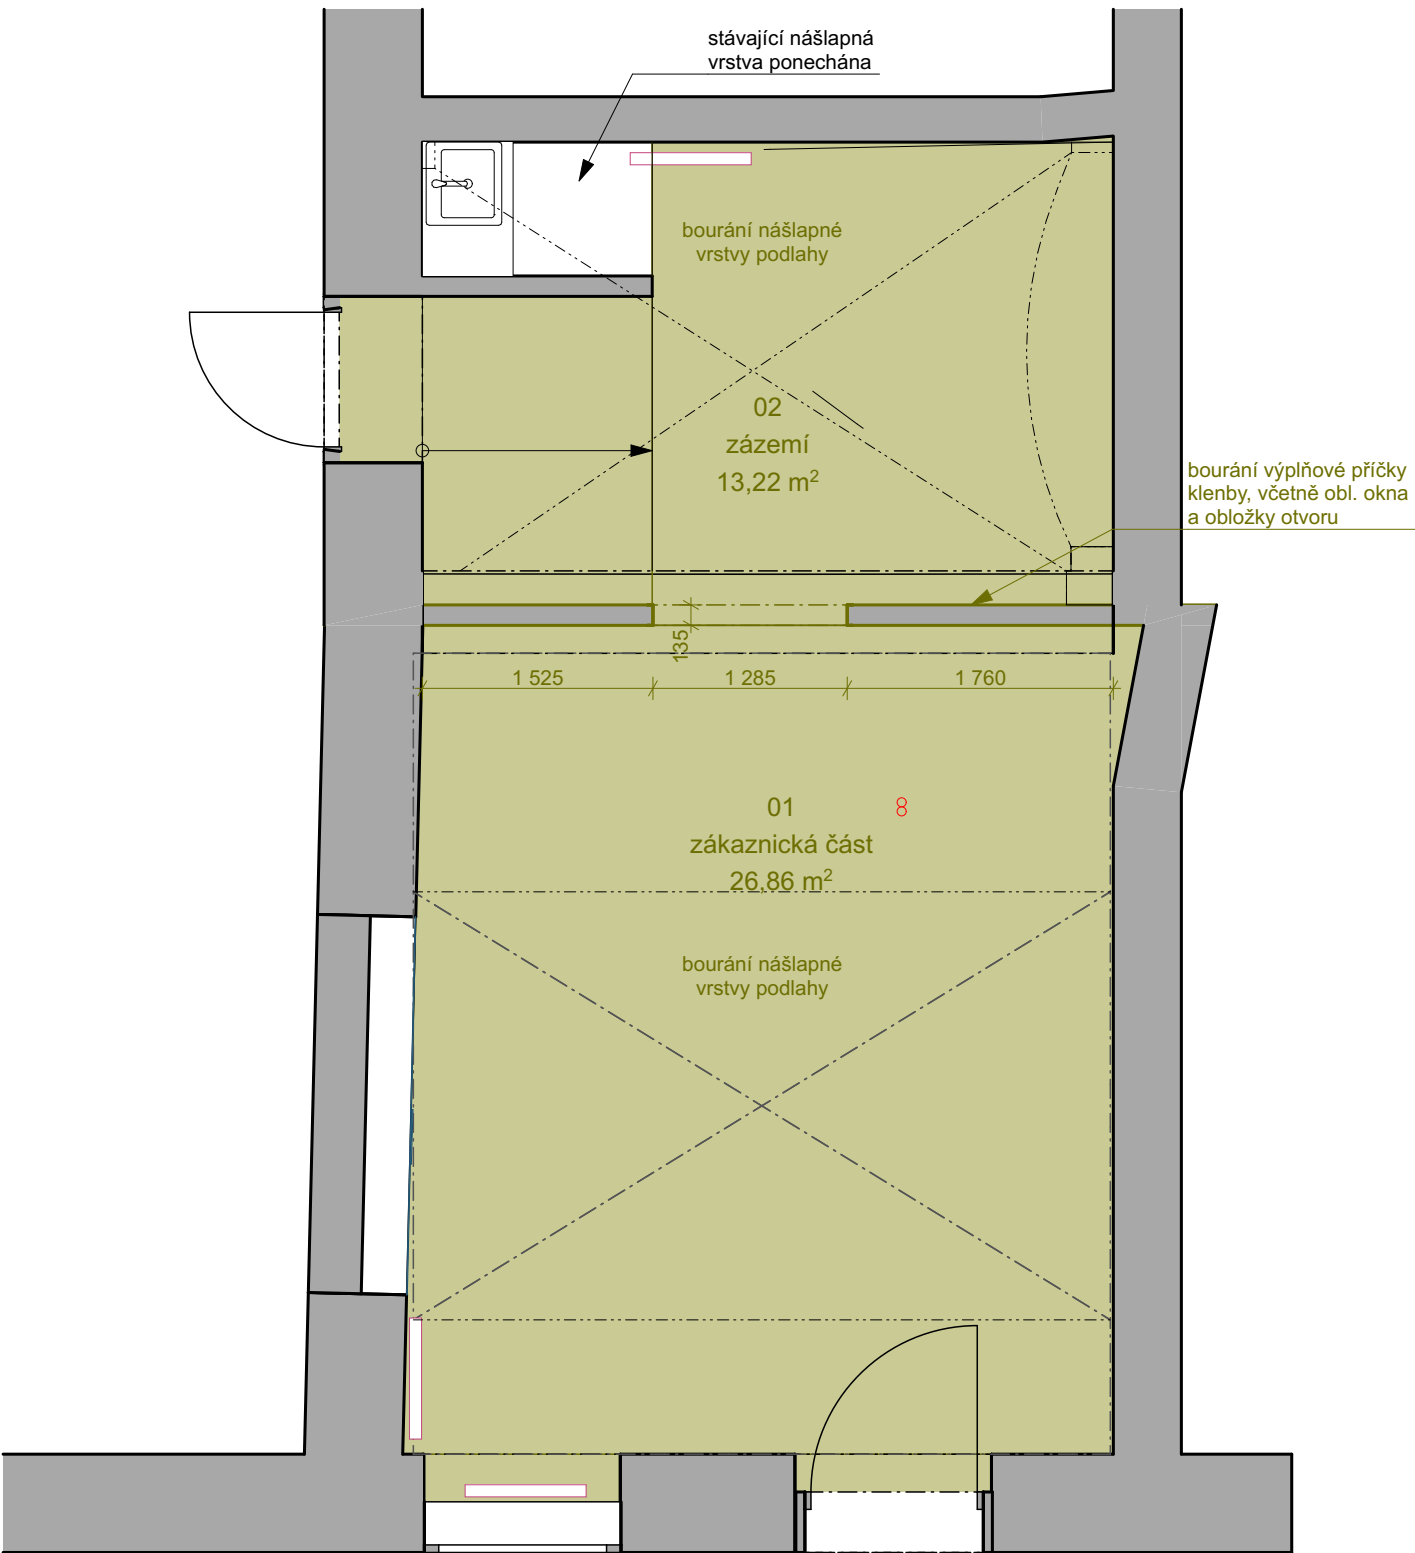 stávající nášlapná
vrstva ponechána
bourání nášlapné
vrstvy podlahy
02
zázemí
13,22 m²
bourání výplňové příčky
klenby, včetně obl. okna
a obložky otvoru
135
1 525
1 285
1 760
01
zákaznická část
26,86 m²
bourání nášlapné
vrstvy podlahy